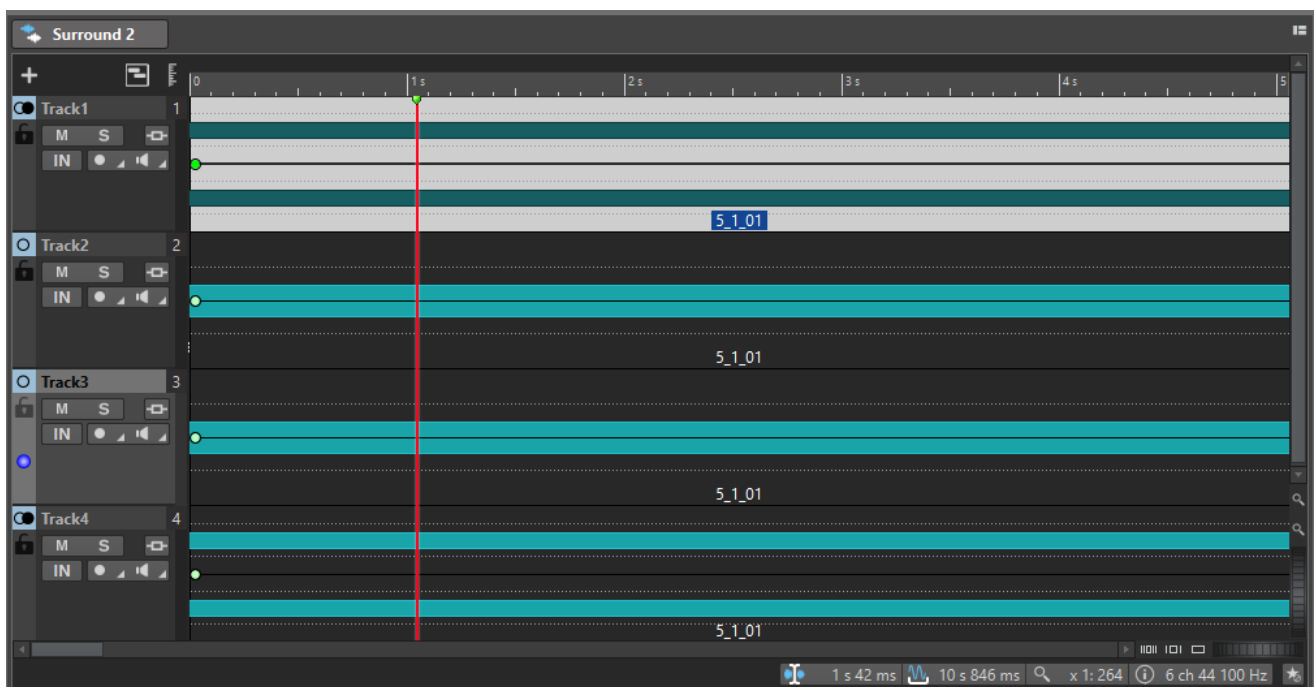 Surround 2
0 1 s 2 s 3 s 4 s 5
Track1 1
M S
IN
5_1_01
Track2 2
M S
IN
5_1_01
Track3 3
M S
IN
5_1_01
Track4 4
M S
IN
5_1_01
1 s 42 ms 10 s 846 ms x 1: 264 6 ch 44 100 Hz